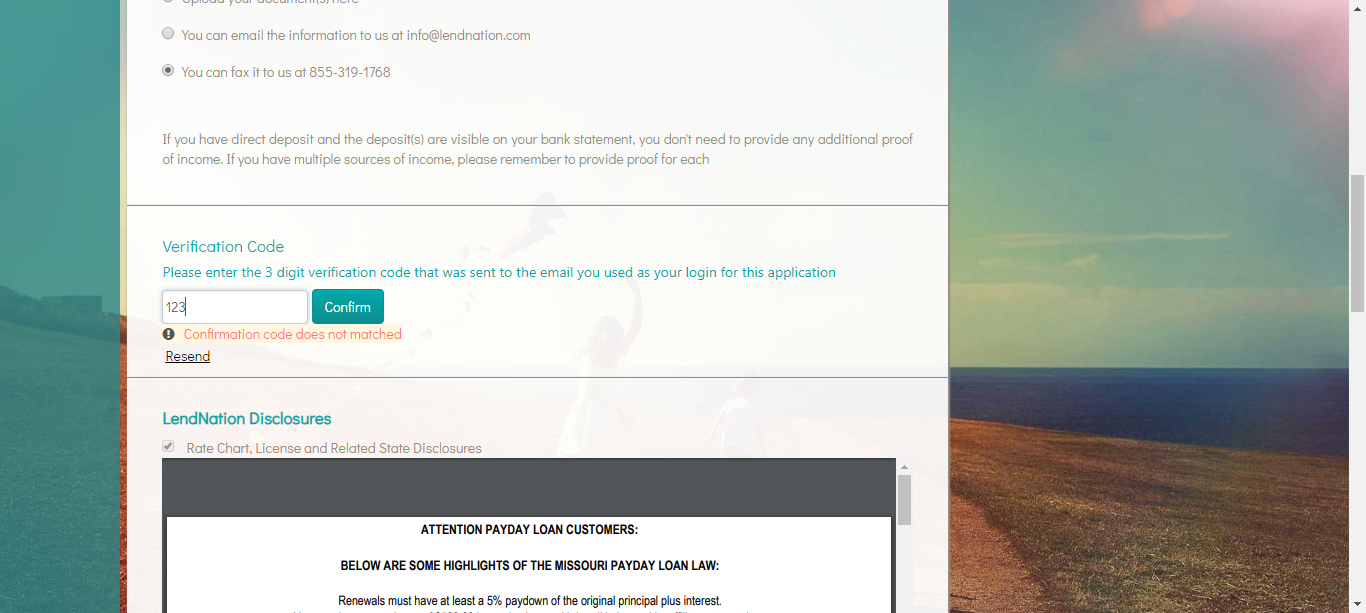 Upload your document(s) here
You can email the information to us at info@lendnation.com
You can fax it to us at 855-319-1768
If you have direct deposit and the deposit(s) are visible on your bank statement, you don't need to provide any additional proof
of income. If you have multiple sources of income, please remember to provide proof for each
Verification Code
Please enter the 3 digit verification code that was sent to the email you used as your login for this application
123
Confirm
Confirmation code does not matched
Resend
LendNation Disclosures
Rate Chart, License and Related State Disclosures
ATTENTION PAYDAY LOAN CUSTOMERS:
BELOW ARE SOME HIGHLIGHTS OF THE MISSOURI PAYDAY LOAN LAW:
Renewals must have at least a 5% paydown of the original principal plus interest.